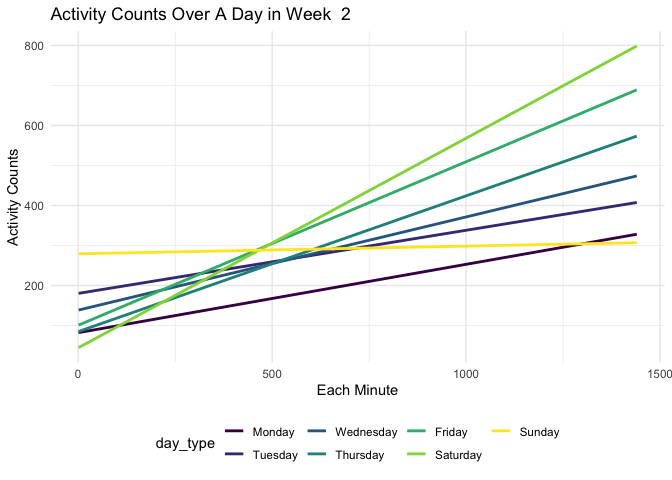 Activity Counts Over A Day in Week  2
Activity Counts
800
600
400
200
0 500 1000 1500
Each Minute
day_type
Monday Wednesday Friday Sunday
Tuesday Thursday Saturday